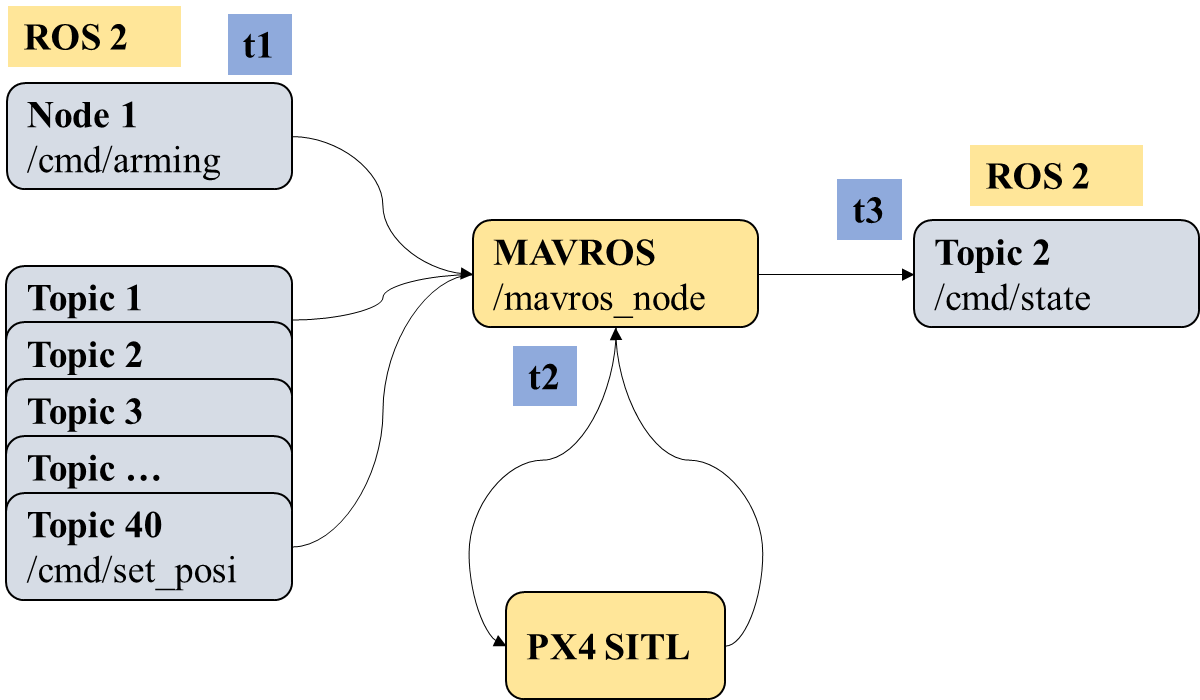 ROS 2
t1
Node 1
/cmd/arming
Topic 1
Topic 2
Topic 3
Topic …
Topic 40
/cmd/set_posi
MAVROS
/mavros_node
t2
PX4 SITL
t3
ROS 2
Topic 2
/cmd/state